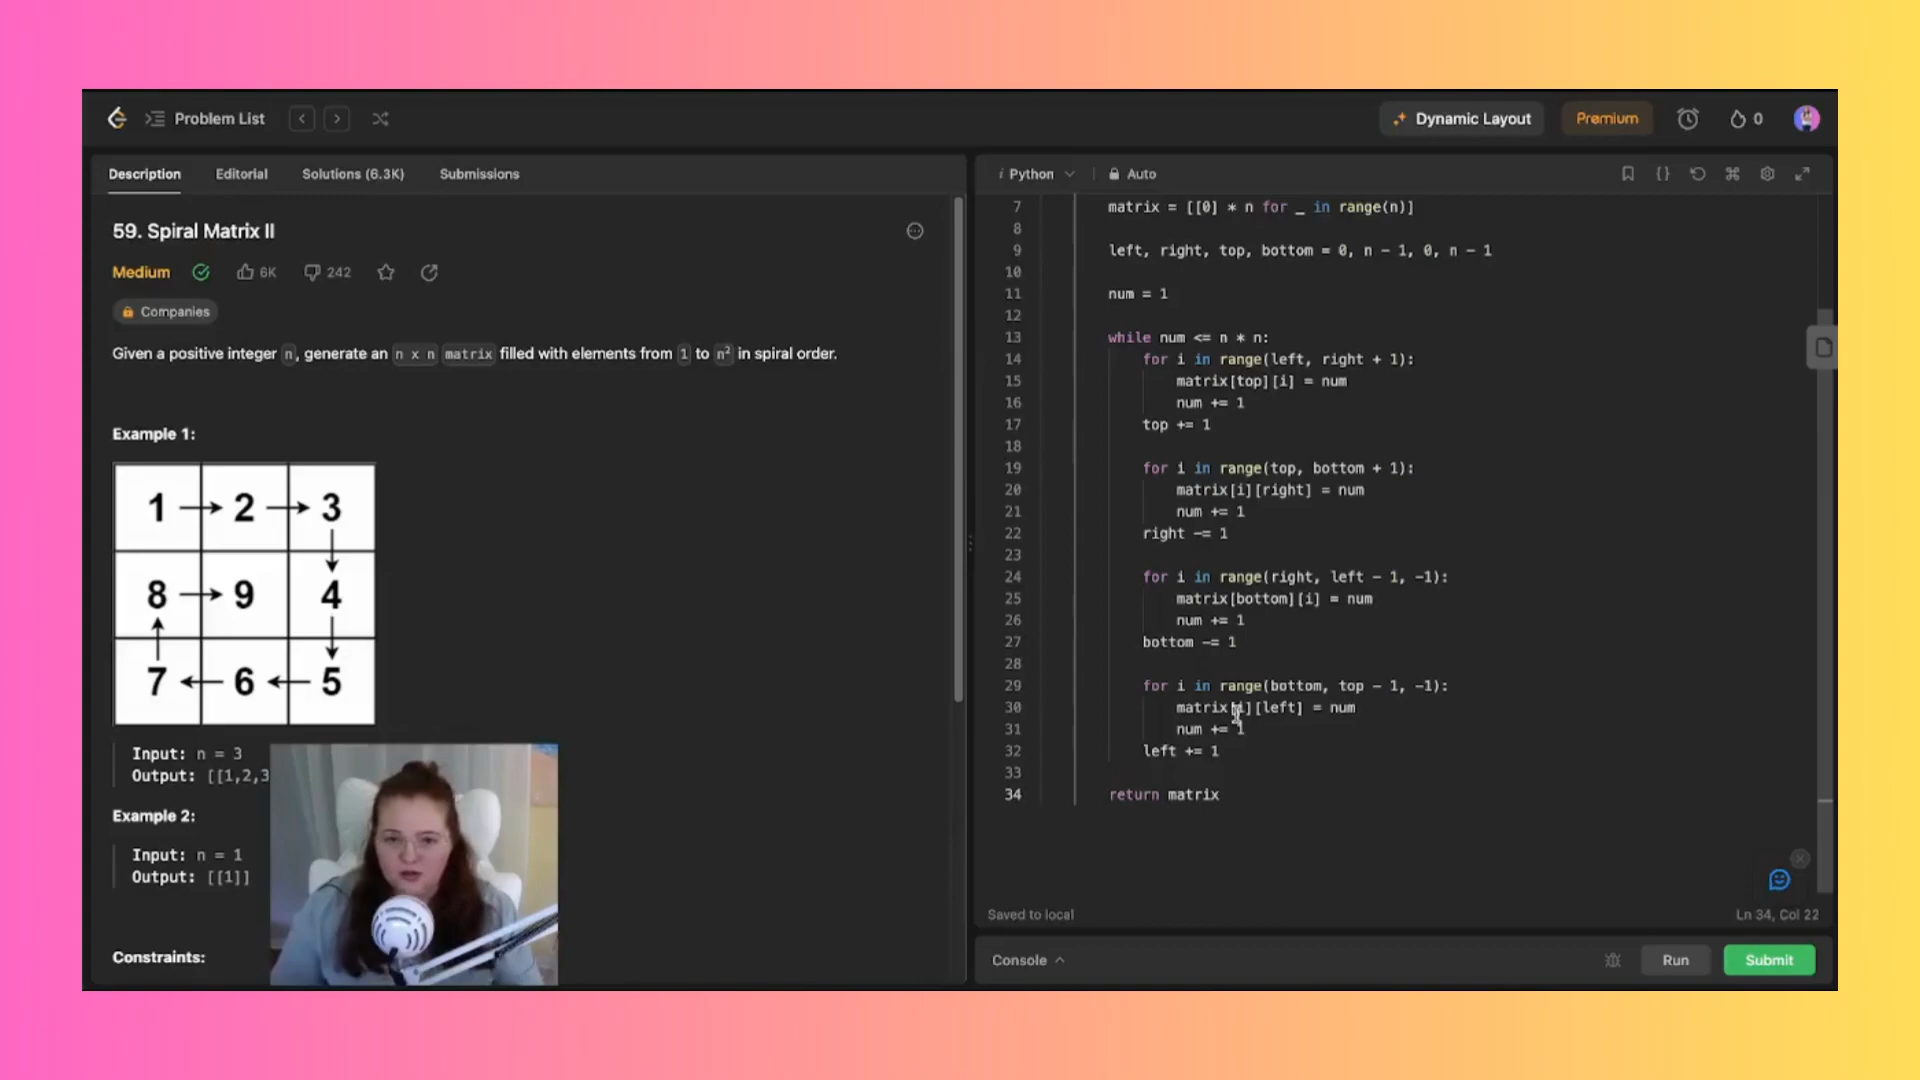 Problem List
Dynamic Layout
Premium
0
Description
Editorial
Solutions (6.3K)
Submissions
59. Spiral Matrix II
Medium
6K
242
Companies
Given a positive integer n, generate an n x n matrix filled with elements from 1 to n² in spiral order.
Example 1:
1 2 3
8 9 4
7 6 5
Input: n = 3
Output: [[1,2,3
Example 2:
Input: n = 1
Output: [[1]]
Constraints:
i Python
Auto
7 matrix = [[0] * n for _ in range(n)]
8
9 left, right, top, bottom = 0, n - 1, 0, n - 1
10
11 num = 1
12
13 while num <= n * n:
14 for i in range(left, right + 1):
15 matrix[top][i] = num
16 num += 1
17 top += 1
18
19 for i in range(top, bottom + 1):
20 matrix[i][right] = num
21 num += 1
22 right -= 1
23
24 for i in range(right, left - 1, -1):
25 matrix[bottom][i] = num
26 num += 1
27 bottom -= 1
28
29 for i in range(bottom, top - 1, -1):
30 matrix[i][left] = num
31 num += 1
32 left += 1
33
34 return matrix
Saved to local
Ln 34, Col 22
Console
Run
Submit